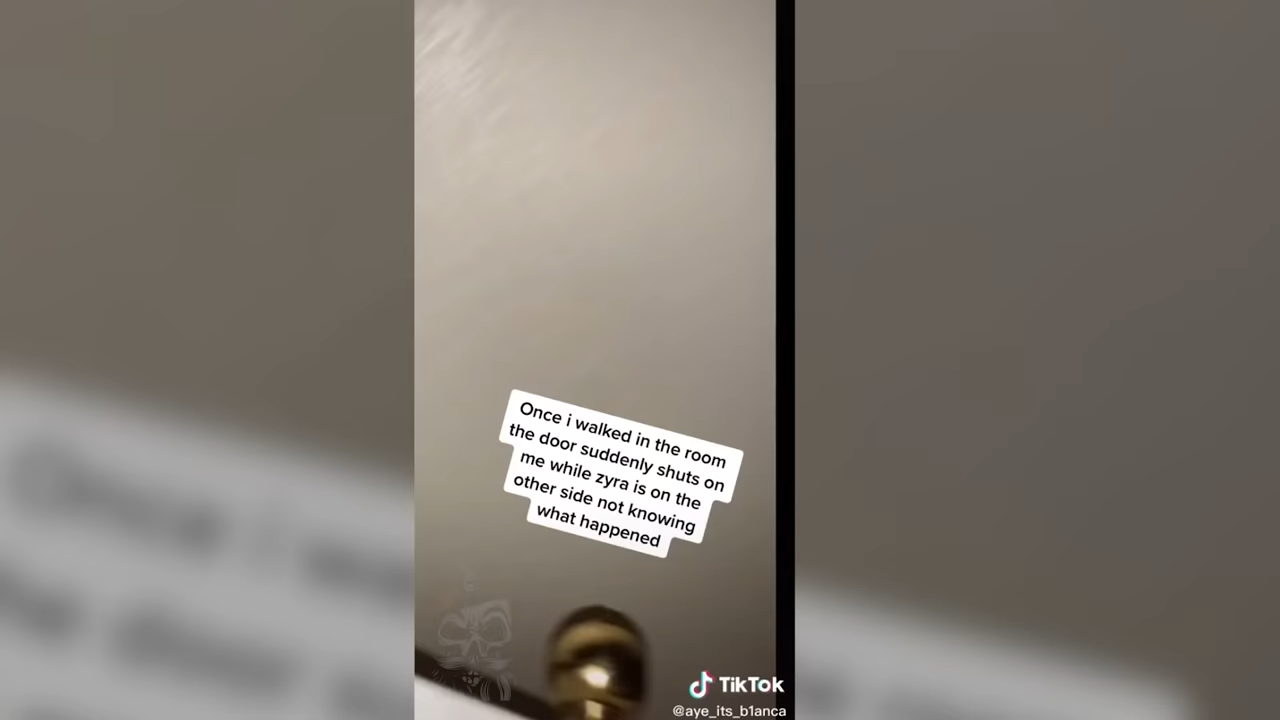 Once i walked in the room
the door suddenly shuts on
me while zyra is on the
other side not knowing
what happened
TikTok
@aye_its_b1anca